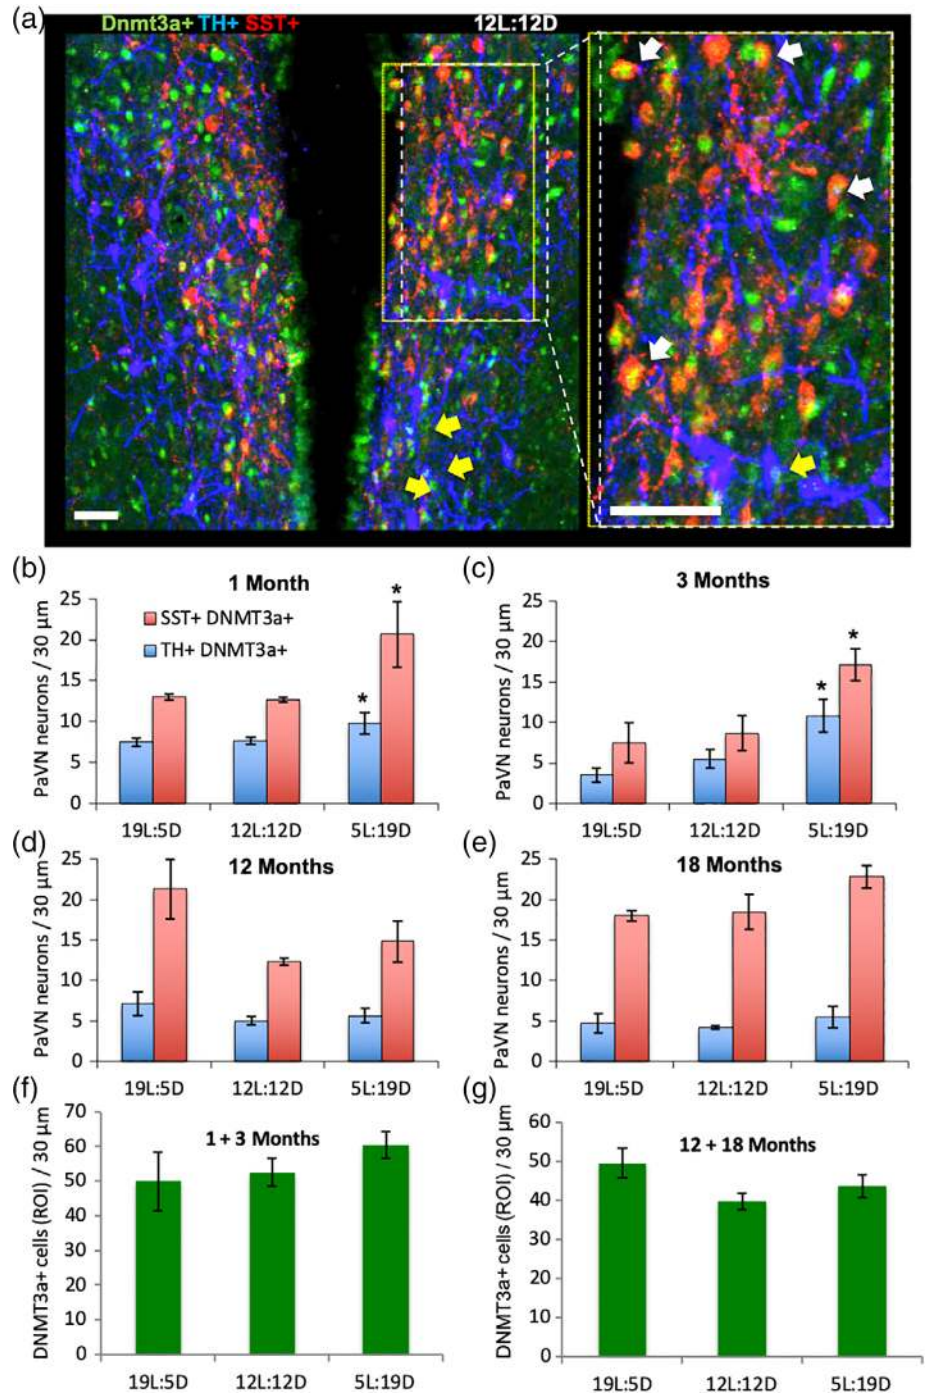 (a) Dnmt3a+ TH+ SST+ 12L:12D
(b) 1 Month
25
20
15
10
5
0
PaVN neurons / 30 µm
SST+ DNMT3a+
TH+ DNMT3a+
*
*
19L:5D 12L:12D 5L:19D
(c) 3 Months
25
20
15
10
5
0
PaVN neurons / 30 µm
*
*
19L:5D 12L:12D 5L:19D
(d) 12 Months
25
20
15
10
5
0
PaVN neurons / 30 µm
19L:5D 12L:12D 5L:19D
(e) 18 Months
25
20
15
10
5
0
PaVN neurons / 30 µm
19L:5D 12L:12D 5L:19D
(f) 1 + 3 Months
70
60
50
40
30
20
10
0
DNMT3a+ cells (ROI) / 30 µm
19L:5D 12L:12D 5L:19D
(g) 12 + 18 Months
60
50
40
30
20
10
0
DNMT3a+ cells (ROI) / 30 µm
19L:5D 12L:12D 5L:19D